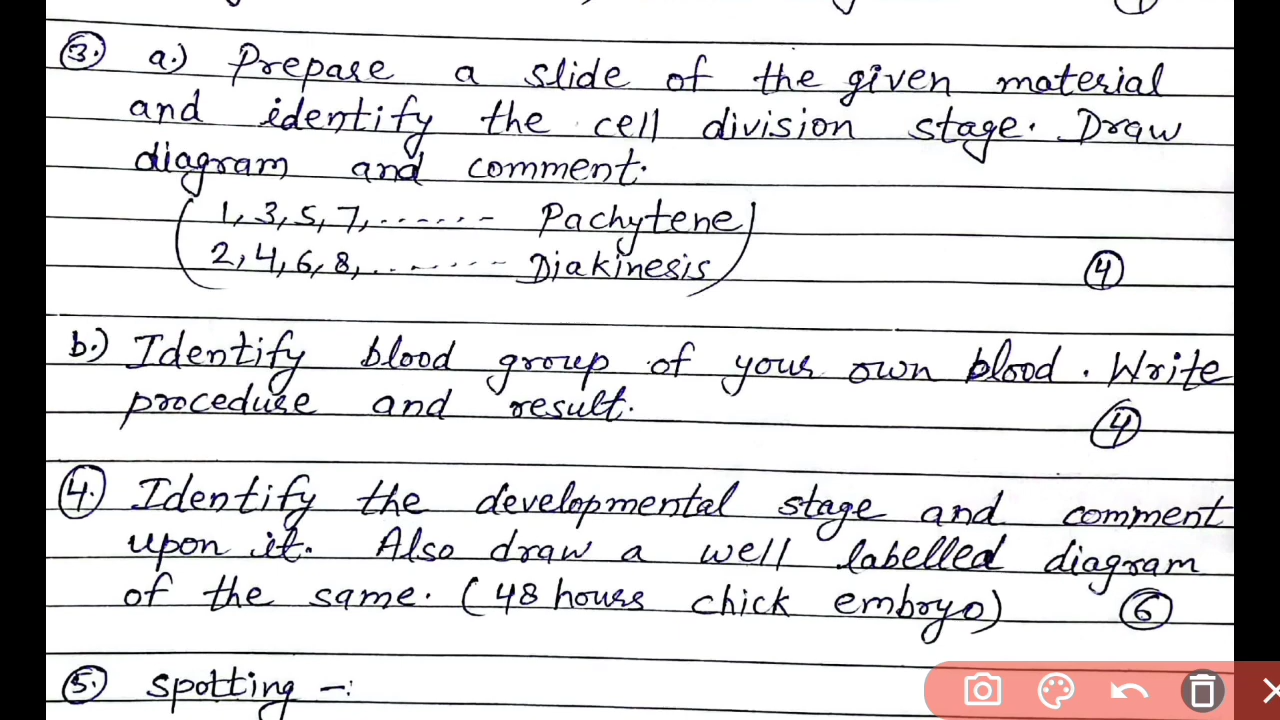 3. a.) Prepare a slide of the given material
and identify the cell division stage. Draw
diagram and comment.
(1, 3, 5, 7, ....... Pachytene
2, 4, 6, 8, ........ Diakinesis)
4
b.) Identify blood group of your own blood. Write
procedure and result.
4
4. Identify the developmental stage and comment
upon it. Also draw a well labelled diagram
of the same. (48 hours chick embryo) 6
5. Spotting -: